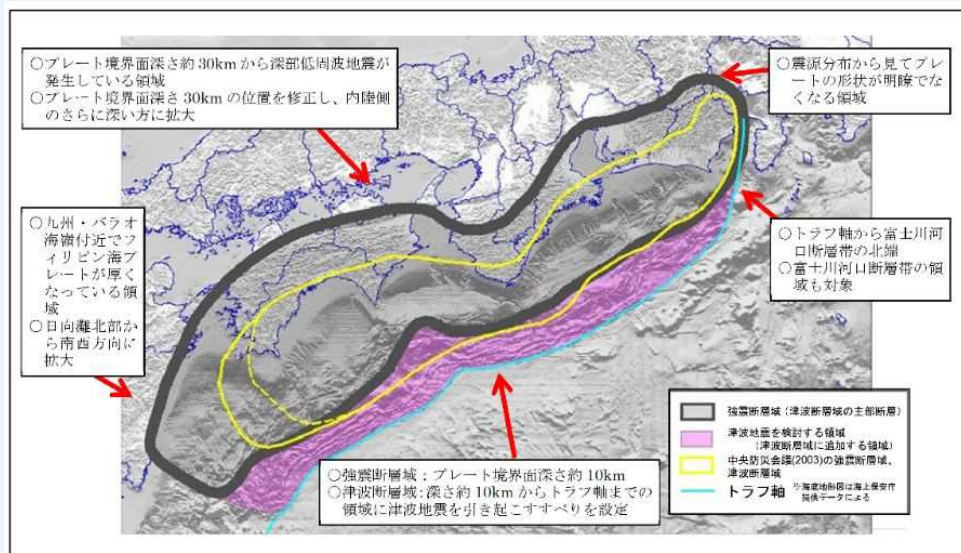 ○プレート境界面深さ約30kmから深部低周波地震が
発生している領域
○プレート境界面深さ30kmの位置を修正し、内陸側
のさらに深い方に拡大
○震源分布から見てプレ
ートの形状が明瞭でな
くなる領域
○九州・パラオ
海嶺付近でフ
ィリピン海プ
レートが厚く
なっている領
域
○日向灘北部か
ら南西方向に
拡大
○トラフ軸から富士川河
口断層帯の北端
○富士川河口断層帯の領
域も対象
○強震断層域：プレート境界面深さ約10km
○津波断層域：深さ約10kmからトラフ軸までの
領域に津波地震を引き起こすすべりを設定
強震断層域（津波断層域の主部断層）
津波地震を検討する領域
（津波断層域に追加する領域）
中央防災会議(2003)の強震断層域、
津波断層域
トラフ軸 ※海底地形図は海上保安庁
提供データによる